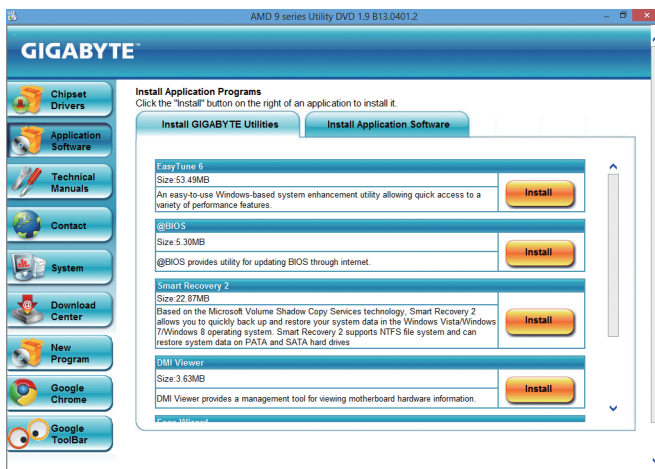 AMD 9 series Utility DVD 1.9 B13.0401.2
GIGABYTE™
Chipset
Drivers
Application
Software
Technical
Manuals
Contact
System
Download
Center
New
Program
Google
Chrome
Google
ToolBar
Install Application Programs
Click the "Install" button on the right of an application to install it.
Install GIGABYTE Utilities
Install Application Software
EasyTune 6
Size:53.49MB
An easy-to-use Windows-based system enhancement utility allowing quick access to a
variety of performance features.
Install
@BIOS
Size:5.30MB
@BIOS provides utility for updating BIOS through internet.
Install
Smart Recovery 2
Size:22.87MB
Based on the Microsoft Volume Shadow Copy Services technology, Smart Recovery 2
allows you to quickly back up and restore your system data in the Windows Vista/Windows
7/Windows 8 operating system. Smart Recovery 2 supports NTFS file system and can
restore system data on PATA and SATA hard drives
Install
DMI Viewer
Size:3.63MB
DMI Viewer provides a management tool for viewing motherboard hardware information.
Install